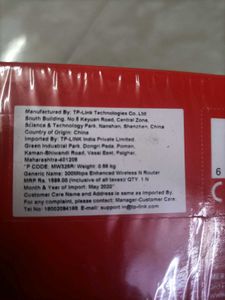 Manufactured By: TP-Link Technologies Co. Ltd
South Building, No.5 Keyuan Road, Central Zone,
Science & Technology Park, Nanshan, Shenzhen, China
Country of Origin: China
Imported By: TP-LINK India Private Limited,
Green Industrial Park, Dongri Pada, Poman,
Kaman-Bhiwandi Road, Vasai East, Palghar,
Maharashtra-401208
P CODE: MW325R/ Weight: 0.58 kg
Generic Name: 300Mbps Enhanced Wireless N Router
MRP Rs. 1599.00 (Inclusive of all taxes) QTY: 1 N
Month & Year of Import: May 2020
Customer Care Name and Address is same as Imported By.
For any complaint, please contact: Manager-Customer Care,
Tel No: 18002094168 E-mail: support.in@tp-link.com
6